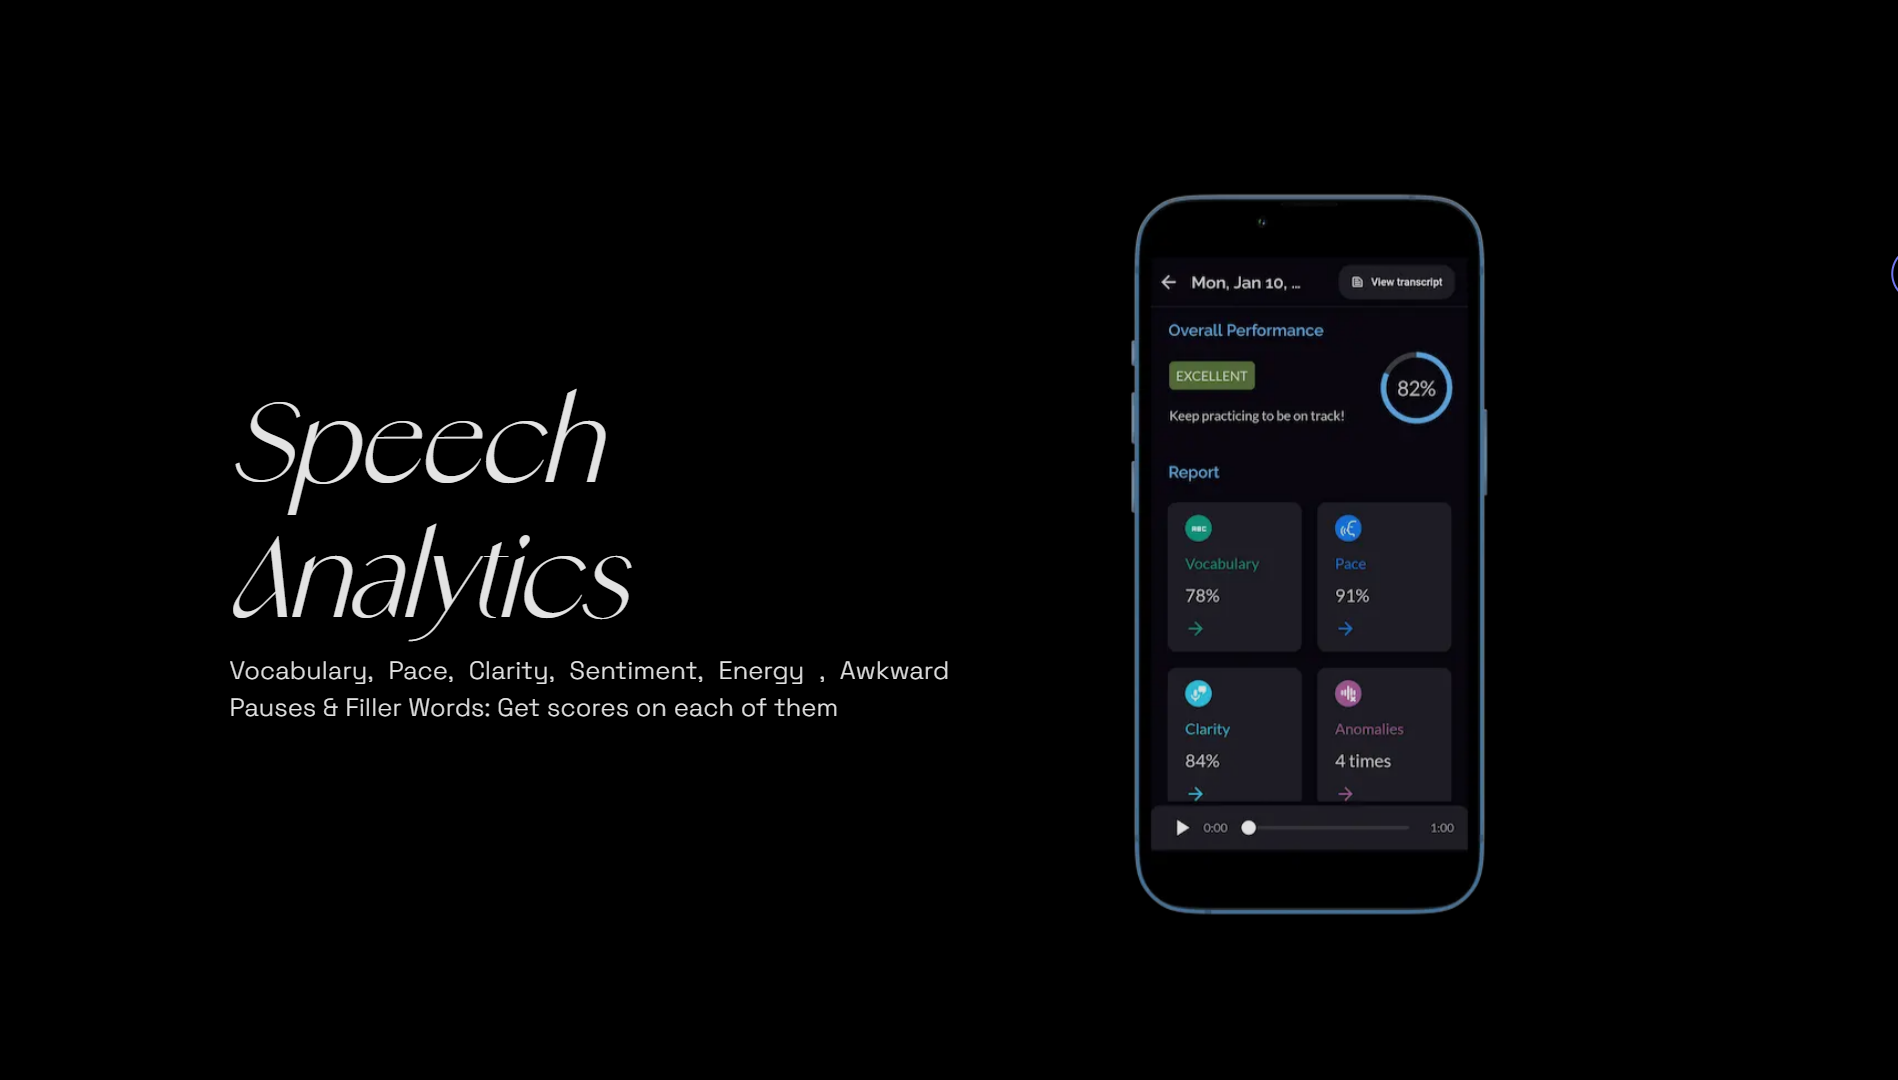 Speech
Analytics
Vocabulary, Pace, Clarity, Sentiment, Energy , Awkward
Pauses & Filler Words: Get scores on each of them
Mon, Jan 10, ...
View transcript
Overall Performance
EXCELLENT
82%
Keep practicing to be on track!
Report
ABC
Vocabulary
78%
Pace
91%
Clarity
84%
Anomalies
4 times
0:00
1:00